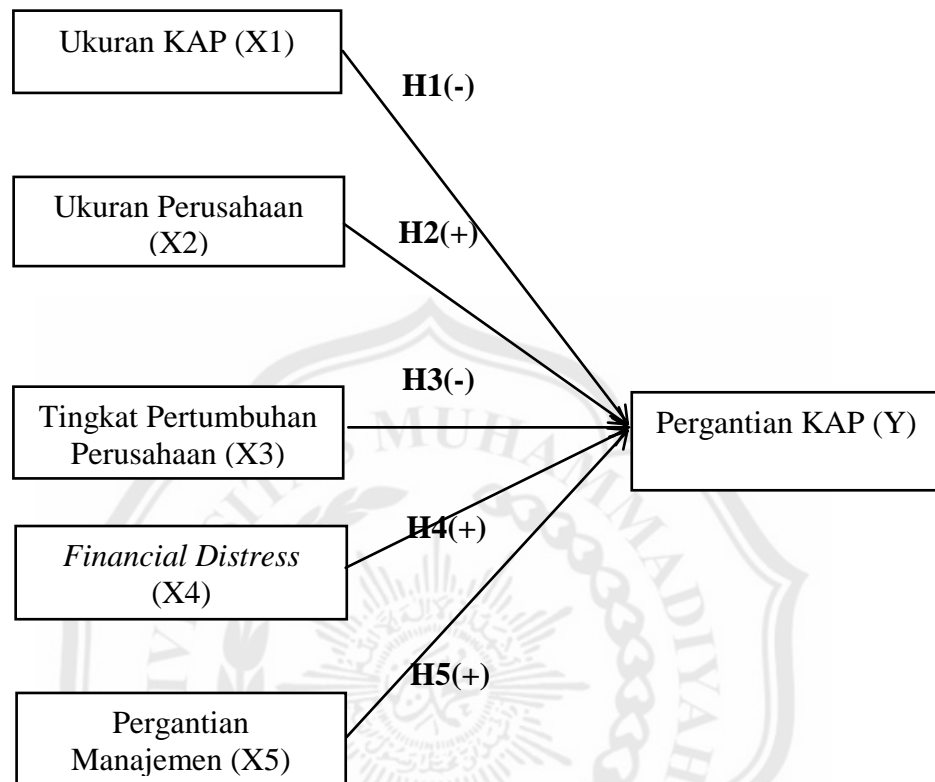 Ukuran KAP (X1)
H1(-)
Ukuran Perusahaan
(X2)
H2(+)
H3(-)
Tingkat Pertumbuhan
Perusahaan (X3)
Pergantian KAP (Y)
Financial Distress
(X4)
H4(+)
H5(+)
Pergantian
Manajemen (X5)
MUHAMMADIYAH